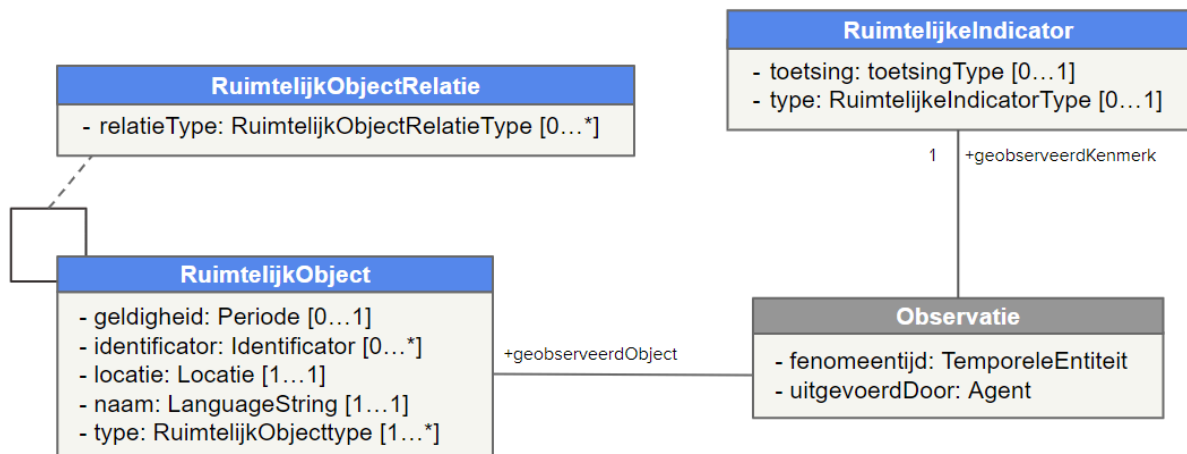 RuimtelijkeIndicator
- toetsing: toetsingType [0...1]
- type: RuimtelijkeIndicatorType [0...1]
RuimtelijkObjectRelatie
- relatieType: RuimtelijkObjectRelatieType [0...*]
1
+geobserveerdKenmerk
RuimtelijkObject
- geldigheid: Periode [0...1]
- identificator: Identificator [0...*]
- locatie: Locatie [1...1]
- naam: LanguageString [1...1]
- type: RuimtelijkObjecttype [1...*]
+geobserveerdObject
Observatie
- fenomeentijd: TemporeleEntiteit
- uitgevoerdDoor: Agent